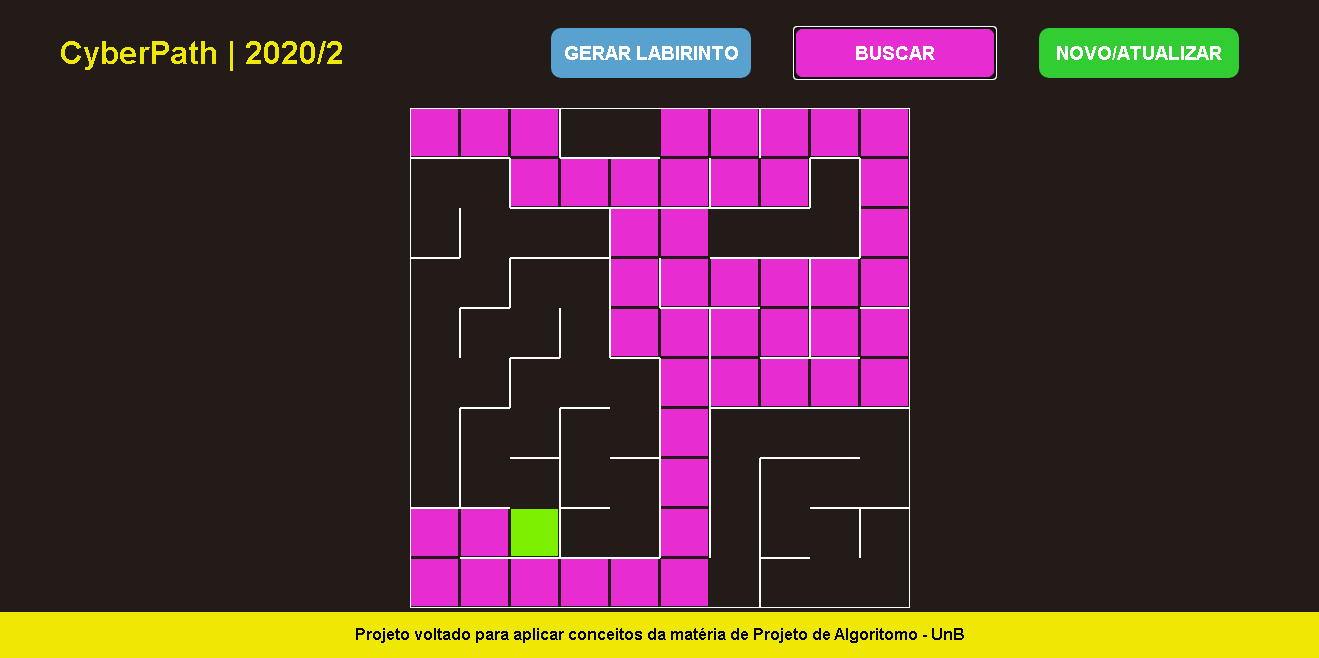 CyberPath | 2020/2
GERAR LABIRINTO
BUSCAR
NOVO/ATUALIZAR
Projeto voltado para aplicar conceitos da matéria de Projeto de Algoritomo - UnB